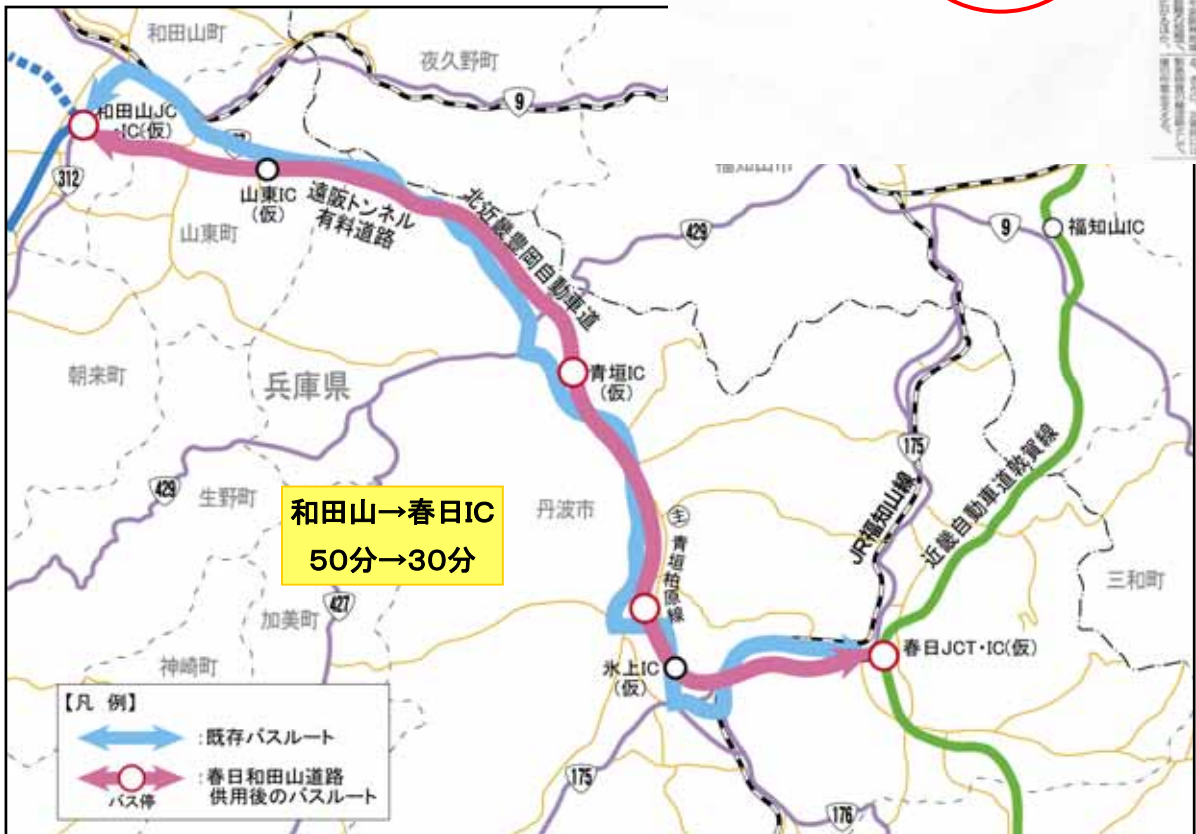 和田山町
夜久野町
9
和田山JC
・IC(仮)
312
山東IC
(仮)
遠阪トンネル
有料道路
北近畿豊岡自動車道
山東町
429
9
福知山IC
朝来町
兵庫県
青垣IC
(仮)
175
JR福知山線
近畿自動車道敦賀線
429
生野町
和田山→春日IC
50分→30分
丹波市
主
青垣柏原線
三和町
427
加美町
神崎町
氷上IC
(仮)
春日JCT・IC(仮)
【凡 例】
:既存バスルート
:春日和田山道路
供用後のバスルート
バス停
175
176